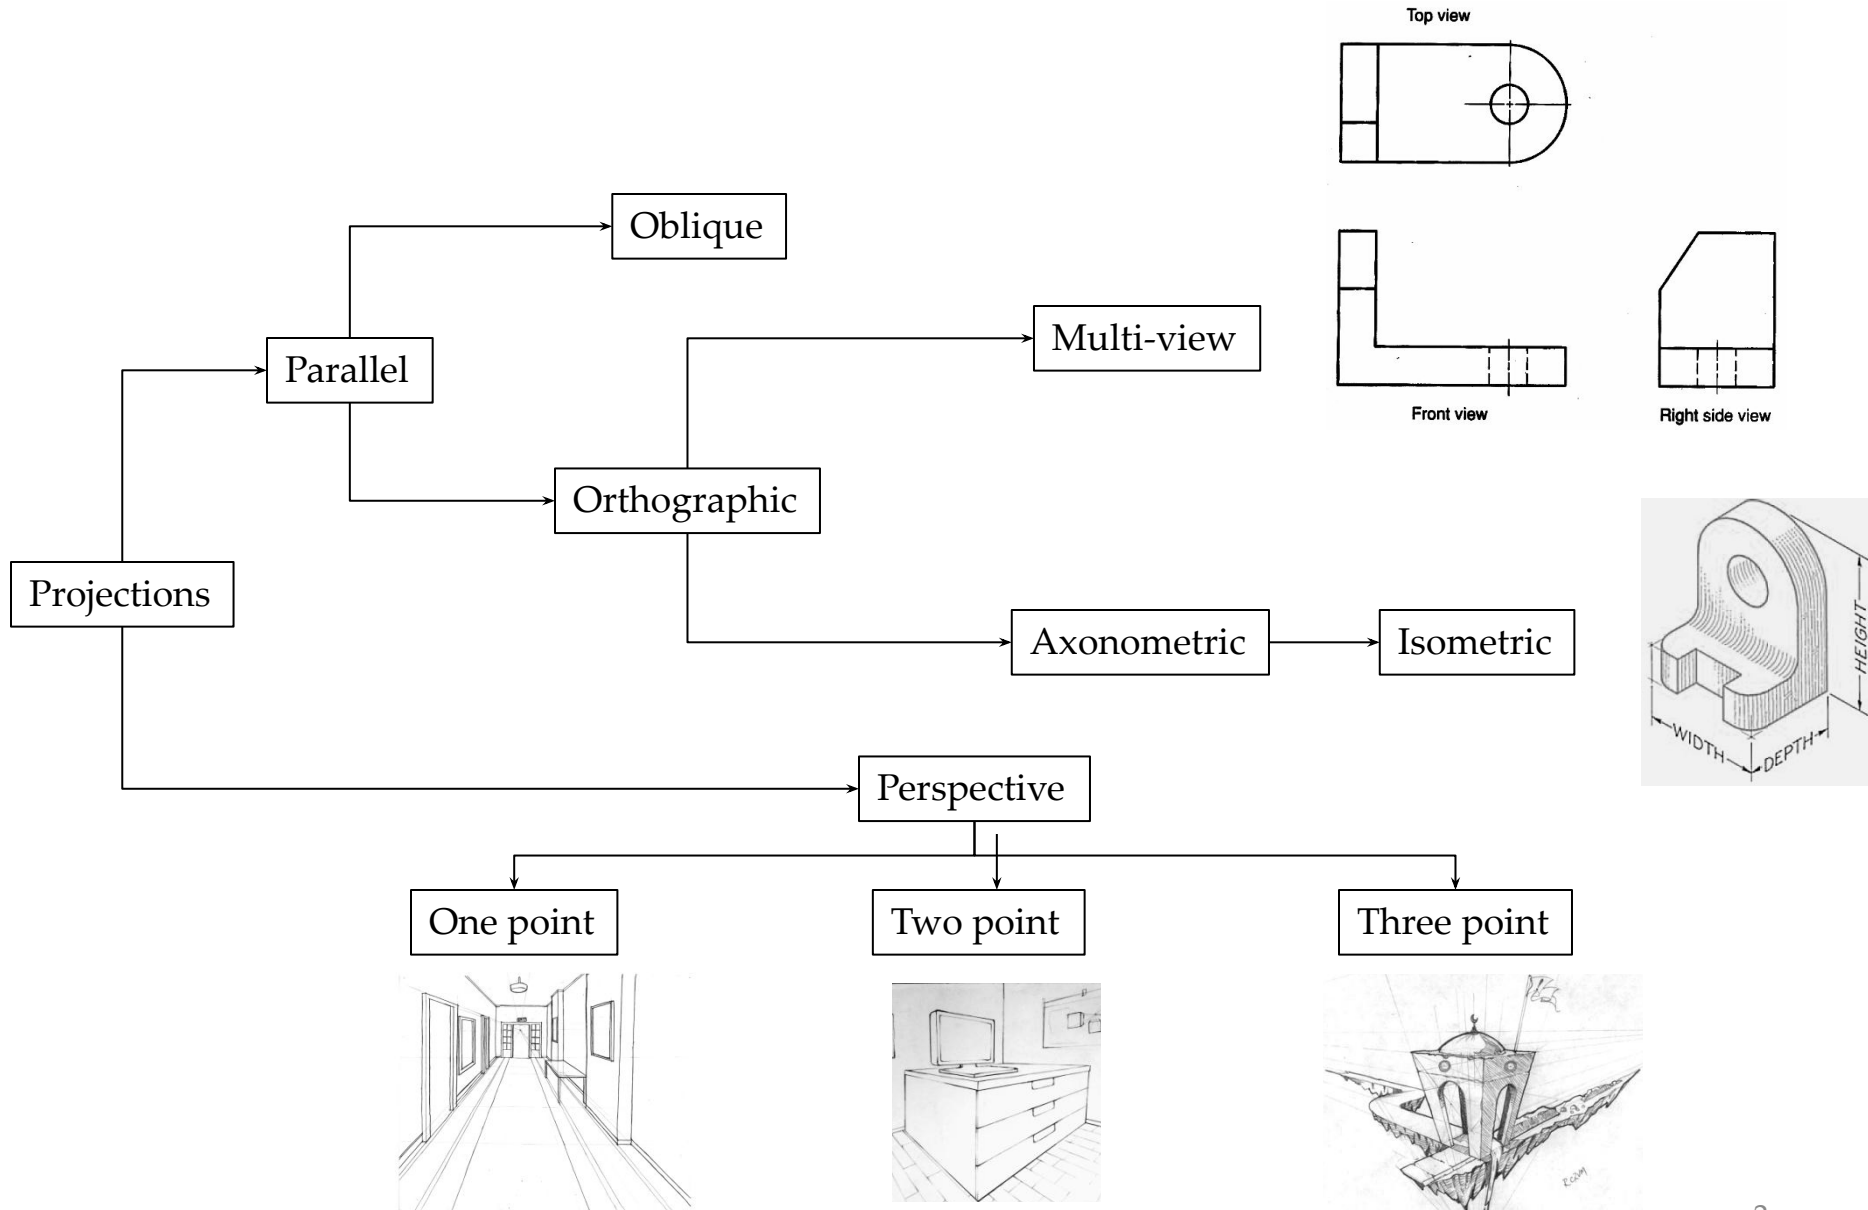 Top view
Oblique
Multi-view
Parallel
Front view
Right side view
Orthographic
Projections
HEIGHT
Axonometric
Isometric
WIDTH
DEPTH
Perspective
One point
Two point
Three point